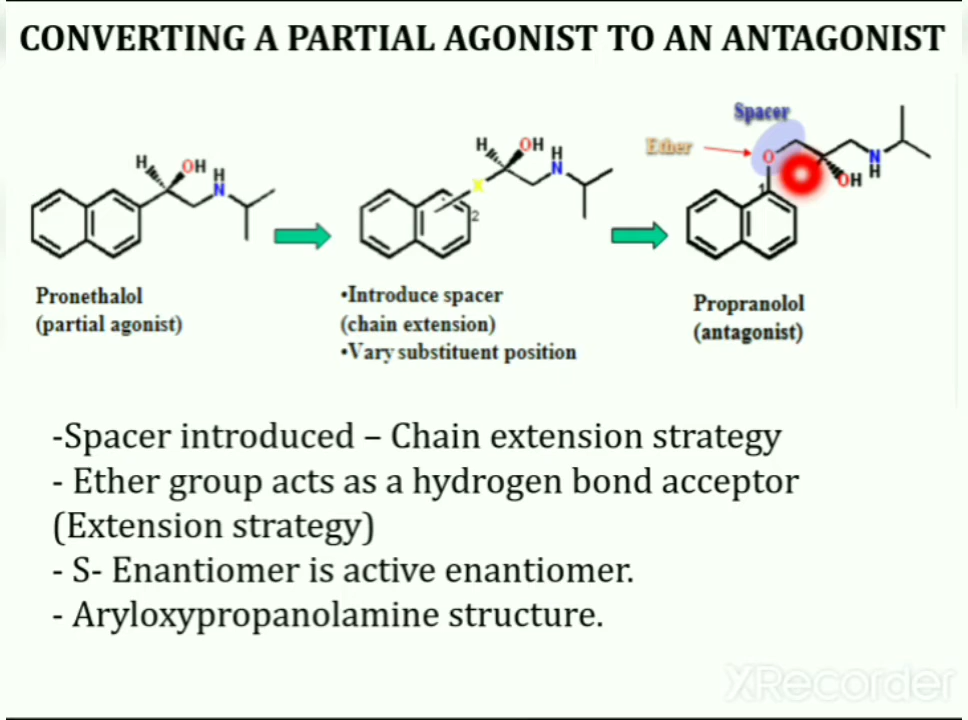 CONVERTING A PARTIAL AGONIST TO AN ANTAGONIST
Spacer
Ether
H OH H
N
H OH H
N
X
2
O
N
H
OH
1
Pronethalol
(partial agonist)
•Introduce spacer
(chain extension)
•Vary substituent position
Propranolol
(antagonist)
-Spacer introduced – Chain extension strategy
- Ether group acts as a hydrogen bond acceptor
(Extension strategy)
- S- Enantiomer is active enantiomer.
- Aryloxypropanolamine structure.
XRecorder